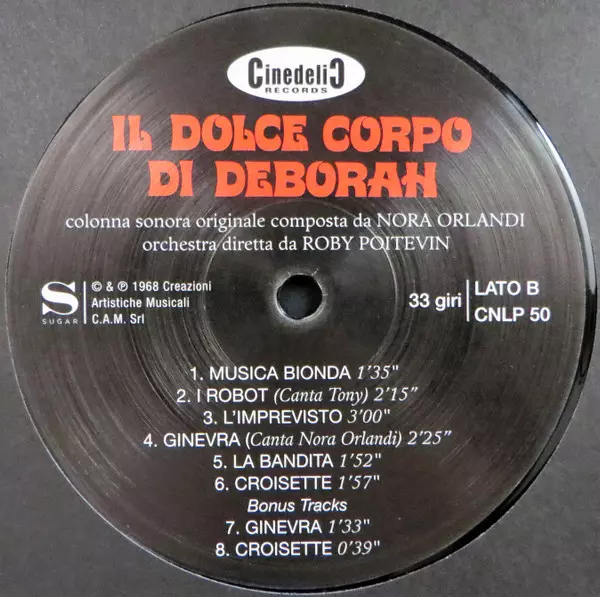 CinedeliC
RECORDS
IL DOLCE CORPO
DI DEBORAH
colonna sonora originale composta da NORA ORLANDI
orchestra diretta da ROBY POITEVIN
S
SUGAR
© & ℗ 1968 Creazioni
Artistiche Musicali
C.A.M. Srl
33 giri
LATO B
CNLP 50
1. MUSICA BIONDA 1'35"
2. I ROBOT (Canta Tony) 2'15"
3. L'IMPREVISTO 3'00"
4. GINEVRA (Canta Nora Orlandi) 2'25"
5. LA BANDITA 1'52"
6. CROISETTE 1'57"
Bonus Tracks
7. GINEVRA 1'33"
8. CROISETTE 0'39"